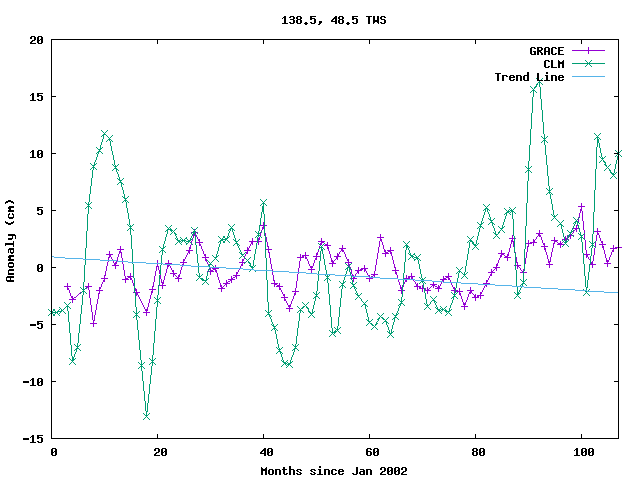 138.5, 48.5 TWS
GRACE
CLM
Trend Line
20
15
10
5
0
-5
-10
-15
Anomaly (cm)
0 20 40 60 80 100
Months since Jan 2002